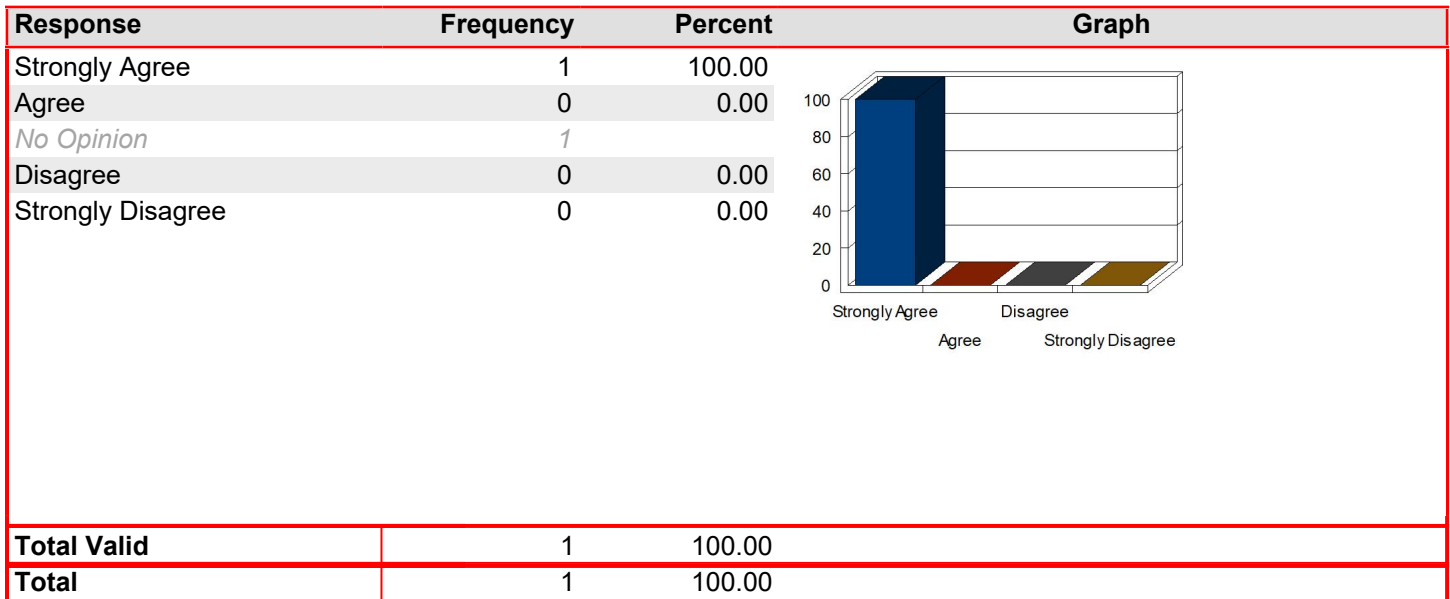 Response Frequency Percent Graph
Strongly Agree 1 100.00
Agree 0 0.00
No Opinion 1
Disagree 0 0.00
Strongly Disagree 0 0.00
100
80
60
40
20
0
Strongly Agree Disagree
Agree Strongly Disagree
Total Valid 1 100.00
Total 1 100.00